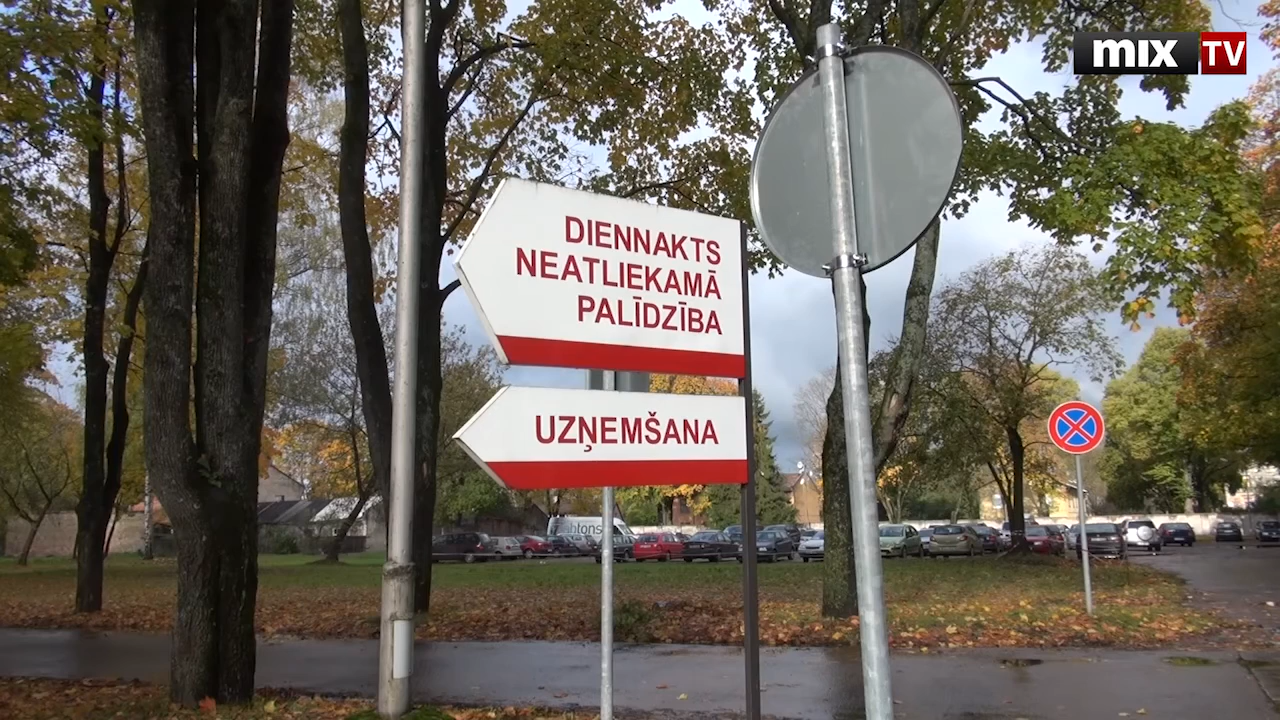 mix TV
DIENNAKTS
NEATLIEKAMĀ
PALĪDZĪBA
UZŅEMŠANA